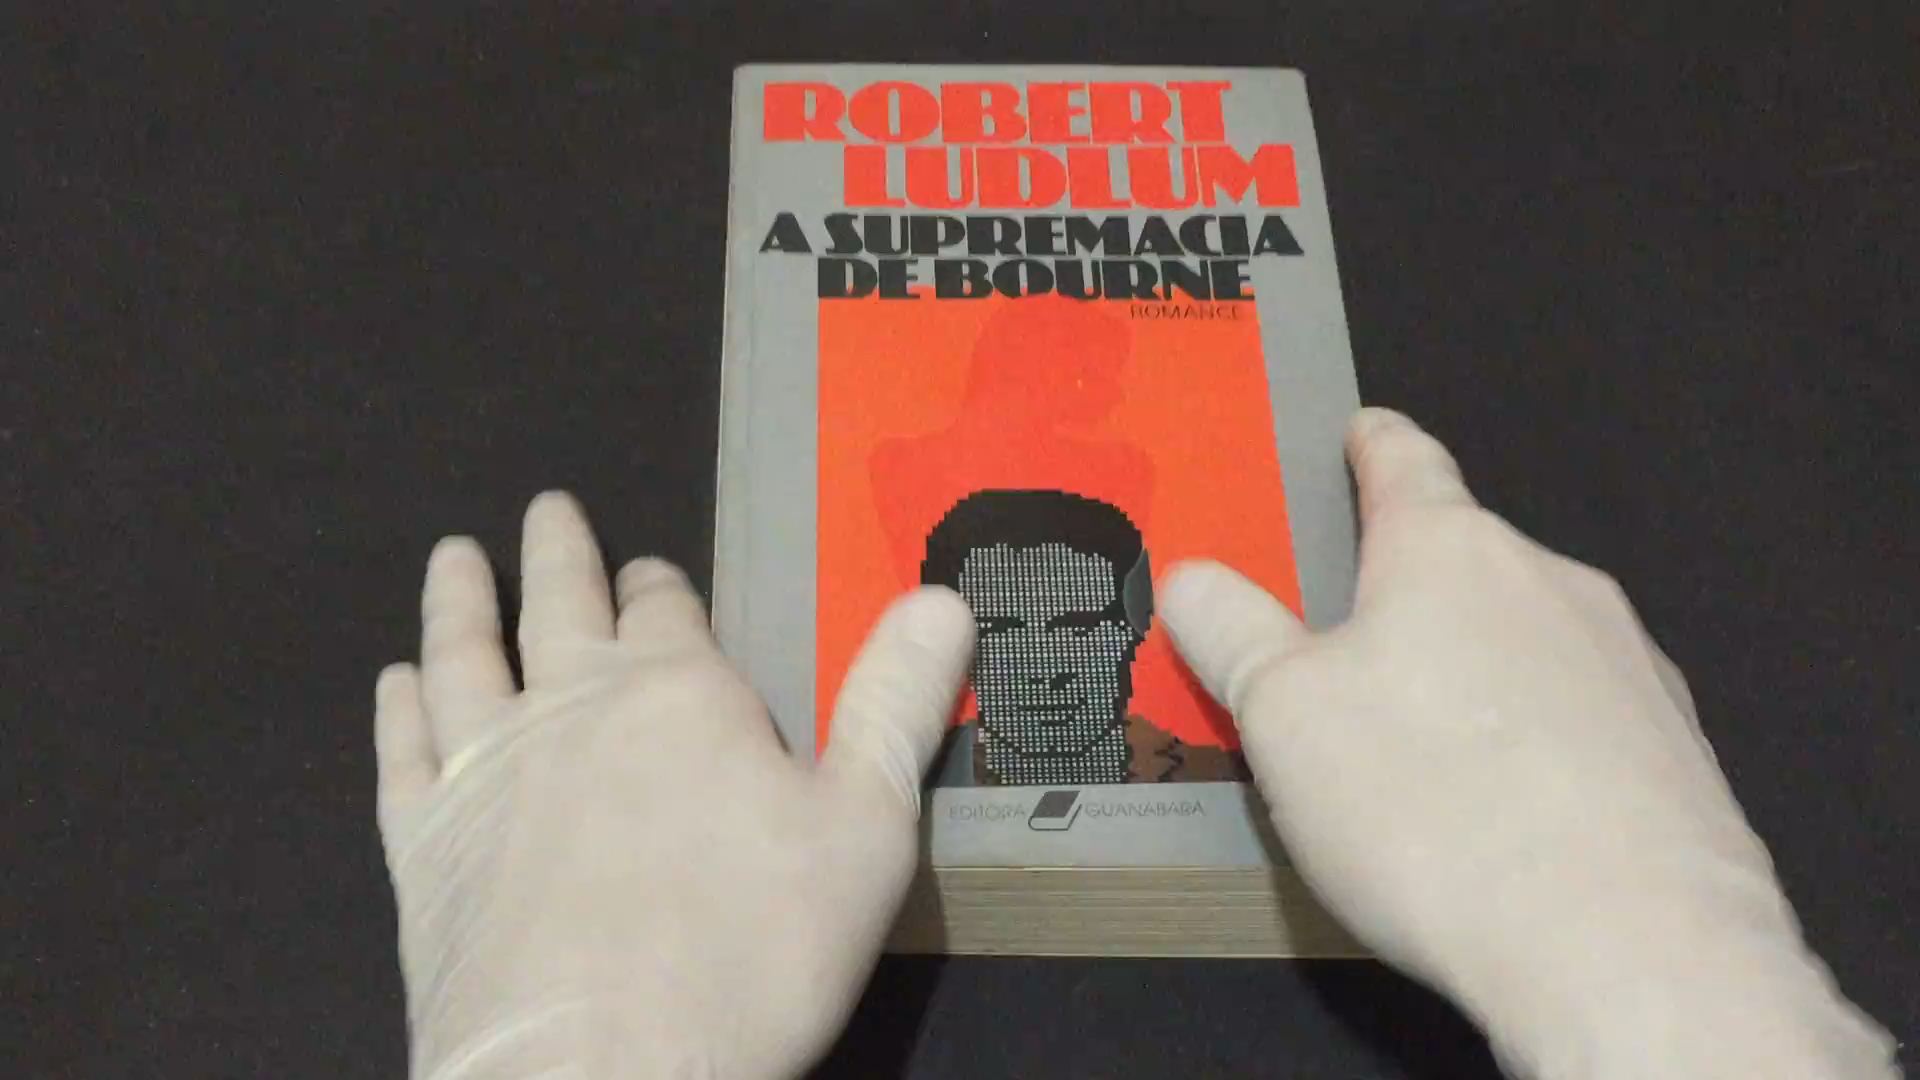 ROBERT
LUDLUM
A SUPREMACIA
DE BOURNE
ROMANCE
EDITORA GUANABARA